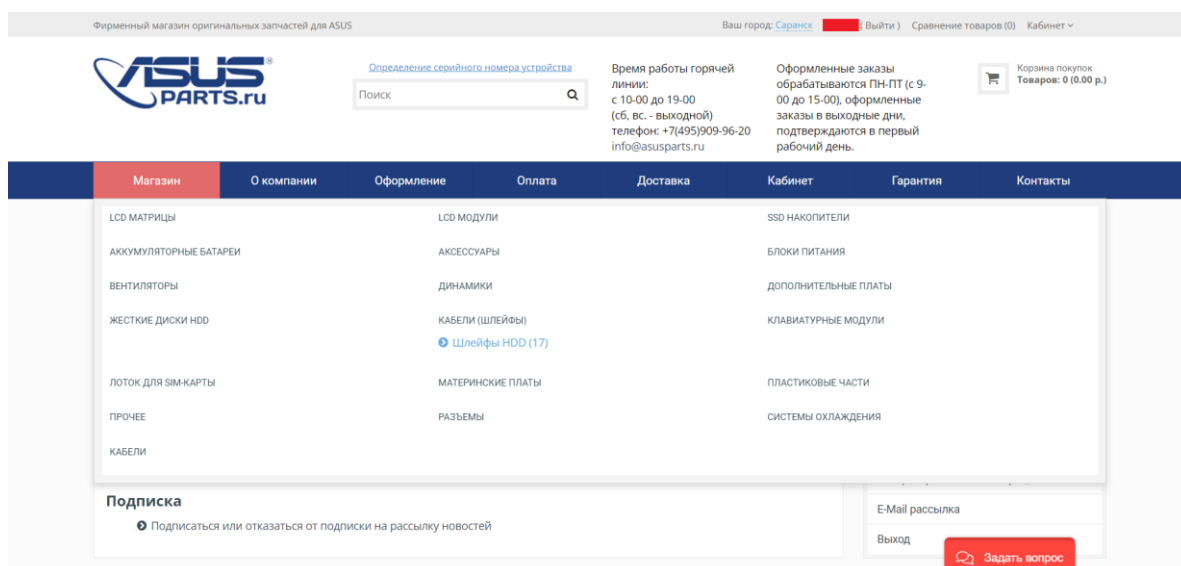 Фирменный магазин оригинальных запчастей для ASUS
Ваш город: Саранск ( Выйти ) Сравнение товаров (0) Кабинет
ASUS®
PARTS.ru
Определение серийного номера устройства
Поиск
Время работы горячей
линии:
с 10-00 до 19-00
(сб, вс. - выходной)
телефон: +7(495)909-96-20
info@asusparts.ru
Оформленные заказы
обрабатываются ПН-ПТ (с 9-
00 до 15-00), оформленные
заказы в выходные дни,
подтверждаются в первый
рабочий день.
Корзина покупок
Товаров: 0 (0.00 р.)
Магазин О компании Оформление Оплата Доставка Кабинет Гарантия Контакты
LCD МАТРИЦЫ LCD МОДУЛИ SSD НАКОПИТЕЛИ
АККУМУЛЯТОРНЫЕ БАТАРЕИ АКСЕССУАРЫ БЛОКИ ПИТАНИЯ
ВЕНТИЛЯТОРЫ ДИНАМИКИ ДОПОЛНИТЕЛЬНЫЕ ПЛАТЫ
ЖЕСТКИЕ ДИСКИ HDD КАБЕЛИ (ШЛЕЙФЫ) КЛАВИАТУРНЫЕ МОДУЛИ
Шлейфы HDD (17)
ЛОТОК ДЛЯ SIM-КАРТЫ МАТЕРИНСКИЕ ПЛАТЫ ПЛАСТИКОВЫЕ ЧАСТИ
ПРОЧЕЕ РАЗЪЕМЫ СИСТЕМЫ ОХЛАЖДЕНИЯ
КАБЕЛИ
Подписка
Подписаться или отказаться от подписки на рассылку новостей
E-Mail рассылка
Выход
Задать вопрос